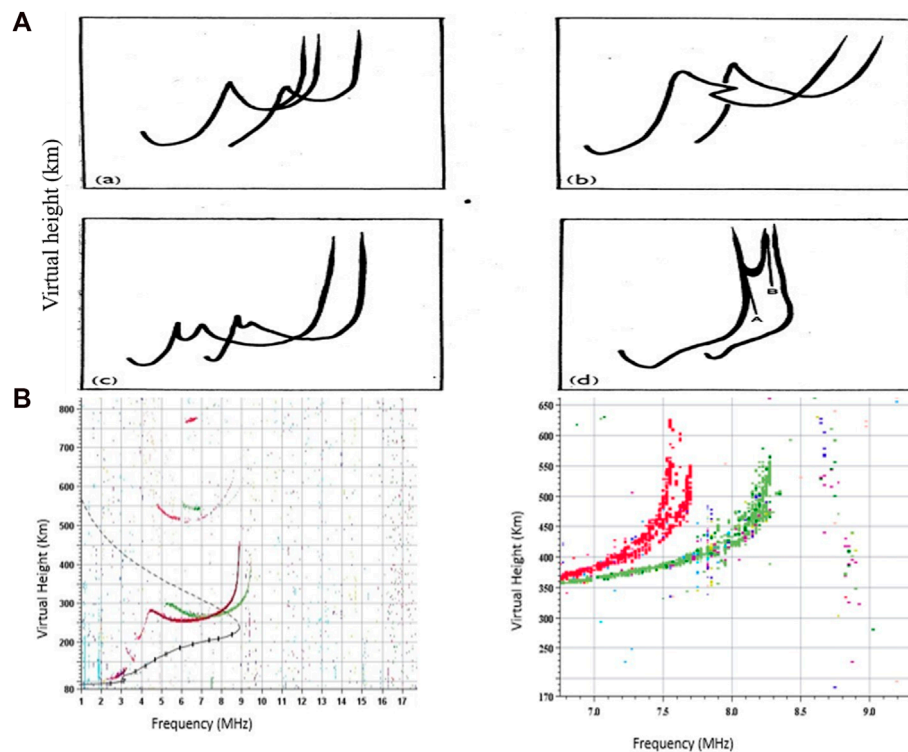 A
Virtual height (km)
(a)
(b)
(c)
A
B
(d)
B
800
700
600
500
400
300
200
80
1 2 3 4 5 6 7 8 9 10 11 12 13 14 15 16 17
Virtual Height (Km)
Frequency (MHz)
650
600
550
500
450
400
350
300
250
170
7.0 7.5 8.0 8.5 9.0
Virtual Height (Km)
Frequency (MHz)